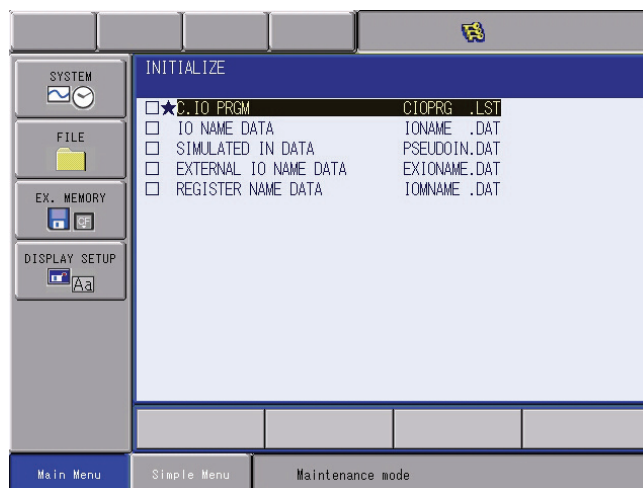 SYSTEM
FILE
EX. MEMORY
CF
DISPLAY SETUP
Aa
INITIALIZE
★C.IO PRGM CIOPRG .LST
IO NAME DATA IONAME .DAT
SIMULATED IN DATA PSEUDOIN.DAT
EXTERNAL IO NAME DATA EXIONAME.DAT
REGISTER NAME DATA IOMNAME .DAT
Main Menu
Simple Menu
Maintenance mode